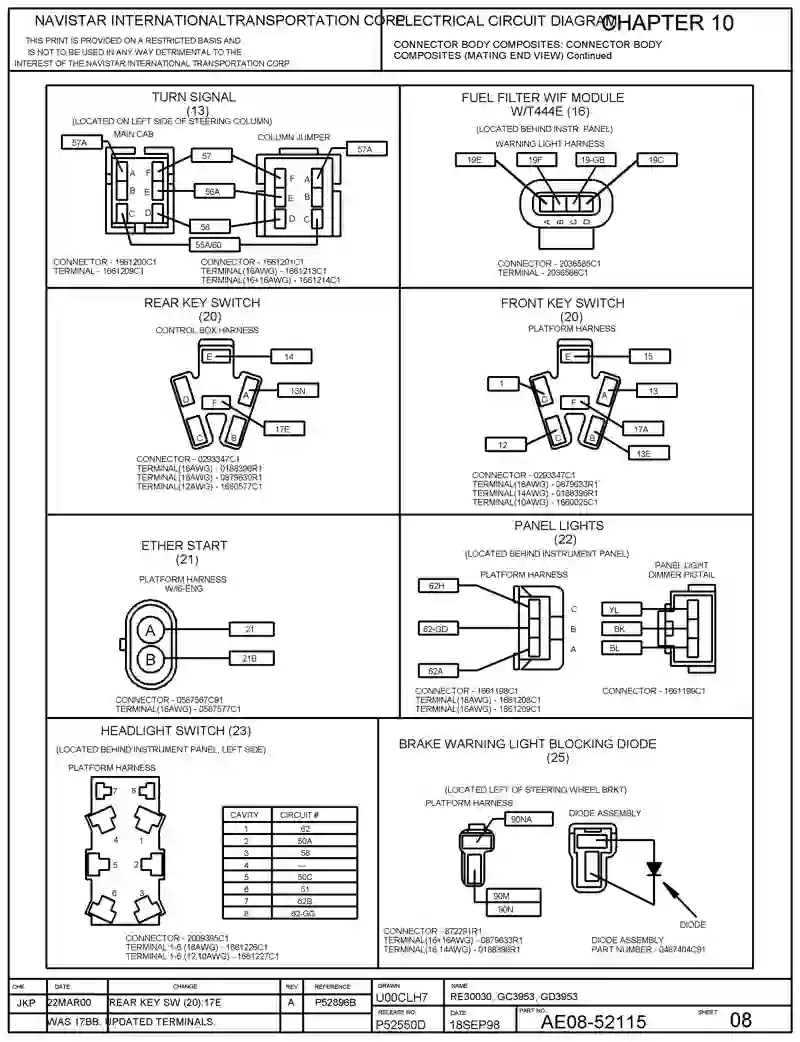 NAVISTAR INTERNATIONALTRANSPORTATION CORP.
ELECTRICAL CIRCUIT DIAGRAM
CHAPTER 10
THIS PRINT IS PROVIDED ON A RESTRICTED BASIS AND
IS NOT TO BE USED IN ANY WAY DETRIMENTAL TO THE
INTEREST OF THE NAVISTAR INTERNATIONAL TRANSPORTATION CORP
CONNECTOR BODY COMPOSITES: CONNECTOR BODY
COMPOSITES (MATING END VIEW) Continued
TURN SIGNAL
(13)
(LOCATED ON LEFT SIDE OF STEERING COLUMN)
MAIN CAB
COLUMN JUMPER
57A
57
57A
A F
F A
B E
56A
E B
C D
D C
56
55A/60
CONNECTOR - 1661200C1
TERMINAL - 1661209C1
CONNECTOR - 1661201C1
TERMINAL(16AWG) - 1661213C1
TERMINAL(16+16AWG) - 1661214C1
FUEL FILTER WIF MODULE
W/T444E (16)
(LOCATED BEHIND INSTR. PANEL)
WARNING LIGHT HARNESS
19E 19F 19-GB 19C
A B C D
CONNECTOR - 2036586C1
TERMINAL - 2036586C1
REAR KEY SWITCH
(20)
CONTROL BOX HARNESS
E
14
D
A
13N
F
17E
C
B
CONNECTOR - 0293347C1
TERMINAL(16AWG) - 0188396R1
TERMINAL(18AWG) - 0879639R1
TERMINAL(12AWG) - 1660577C1
FRONT KEY SWITCH
(20)
PLATFORM HARNESS
E
15
1
D
A
13
F
17A
12
C
B
13E
CONNECTOR - 0293347C1
TERMINAL(16AWG) - 0879633R1
TERMINAL(14AWG) - 0188396R1
TERMINAL(10AWG) - 1660025C1
ETHER START
(21)
PLATFORM HARNESS
W/I6-ENG
A
21
B
21B
CONNECTOR - 0587567C91
TERMINAL(16AWG) - 0587577C1
PANEL LIGHTS
(22)
(LOCATED BEHIND INSTRUMENT PANEL)
PLATFORM HARNESS
PANEL LIGHT
DIMMER PIGTAIL
62H
C
YL
62-GD
B
BK
62A
A
BL
CONNECTOR - 1661198C1
TERMINAL(18AWG) - 1661208C1
TERMINAL(16AWG) - 1661209C1
CONNECTOR - 1661199C1
HEADLIGHT SWITCH (23)
(LOCATED BEHIND INSTRUMENT PANEL, LEFT SIDE)
PLATFORM HARNESS
7 8
4 1
5 2
6 3
CAVITY CIRCUIT #
1 62
2 50A
3 58
4 ---
5 50C
6 51
7 62B
8 62-GG
CONNECTOR - 2009385C1
TERMINAL 1-6 (16AWG) - 1661226C1
TERMINAL 1-6 (12,10AWG) - 1661227C1
BRAKE WARNING LIGHT BLOCKING DIODE
(25)
(LOCATED LEFT OF STEERING WHEEL BRKT)
PLATFORM HARNESS
DIODE ASSEMBLY
90NA
90M
90N
DIODE
CONNECTOR - 872291R1
TERMINAL(16+16AWG) - 0879633R1
TERMINAL(16,14AWG) - 0188396R1
DIODE ASSEMBLY
PART NUMBER - 0467404C91
CHK DATE CHANGE REV REFERENCE
JKP 22MAR00 REAR KEY SW (20);17E A P52896B
WAS 17BB. UPDATED TERMINALS.
DRAWN
U00CLH7
NAME
RE30030, GC3953, GD3953
RELEASE NO.
P52550D
DATE
18SEP98
PART NO.
AE08-52115
SHEET
08